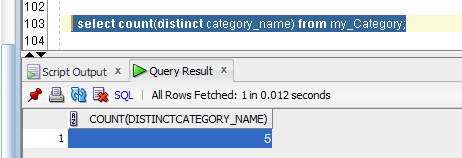 102
103 select count(distinct category_name) from my_Category;
104
Script Output x Query Result x
SQL | All Rows Fetched: 1 in 0.012 seconds
COUNT(DISTINCTCATEGORY_NAME)
1 5